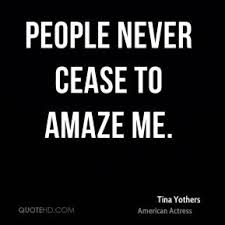 PEOPLE NEVER
CEASE TO
AMAZE ME.
Tina Yothers
QUOTEHD.COM American Actress